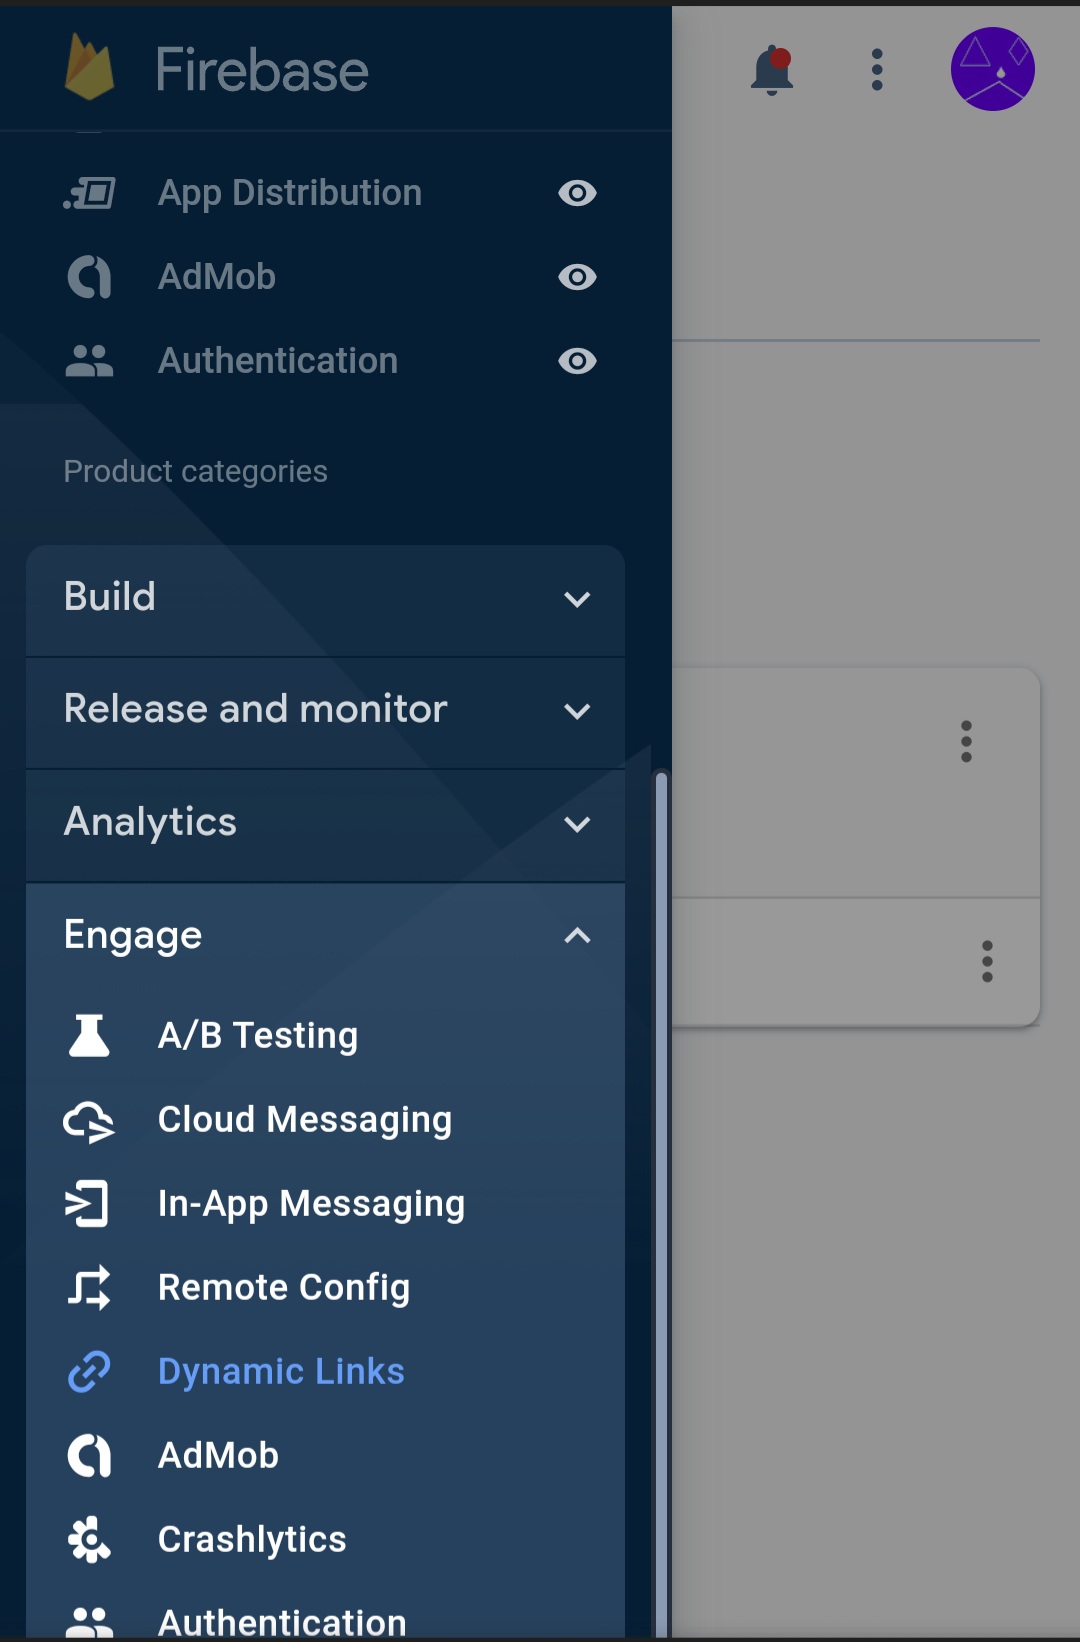 Firebase
App Distribution
AdMob
Authentication
Product categories
Build
Release and monitor
Analytics
Engage
A/B Testing
Cloud Messaging
In-App Messaging
Remote Config
Dynamic Links
AdMob
Crashlytics
Authentication